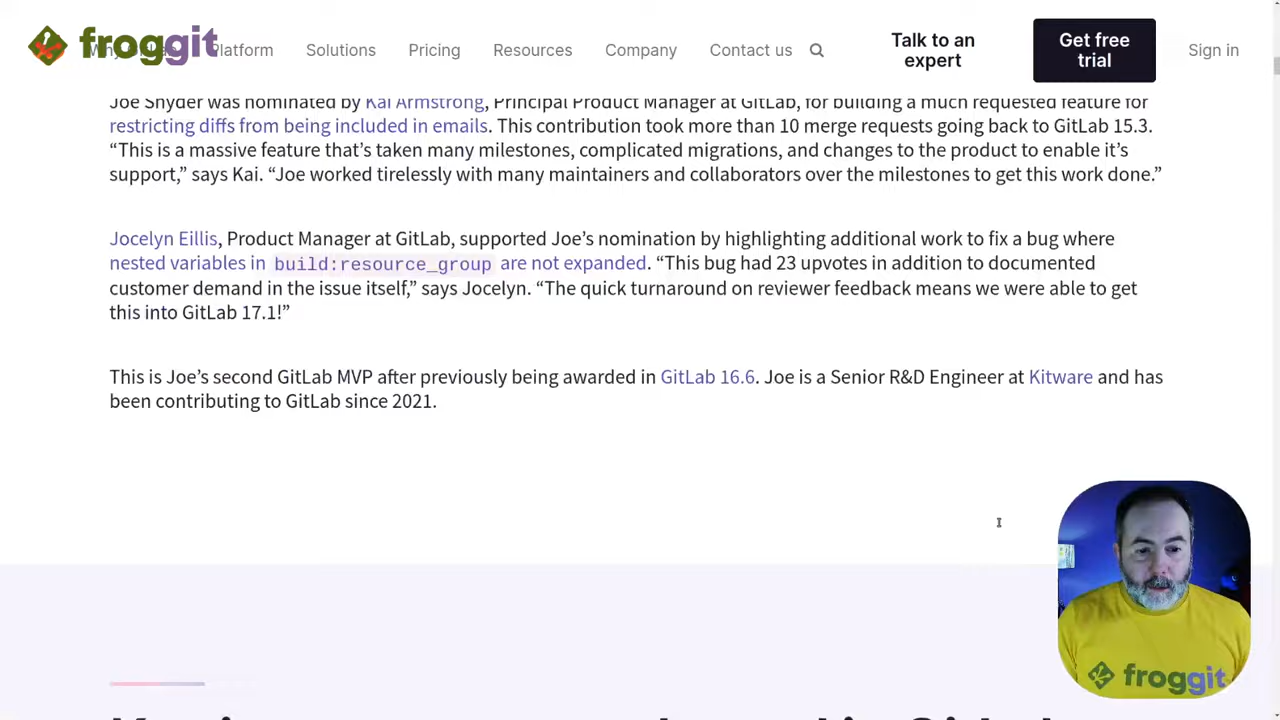 froggit
Platform
Solutions
Pricing
Resources
Company
Contact us
Talk to an
expert
Get free
trial
Sign in
Joe Snyder was nominated by Kai Armstrong, Principal Product Manager at GitLab, for building a much requested feature for
restricting diffs from being included in emails. This contribution took more than 10 merge requests going back to GitLab 15.3.
“This is a massive feature that’s taken many milestones, complicated migrations, and changes to the product to enable it’s
support,” says Kai. “Joe worked tirelessly with many maintainers and collaborators over the milestones to get this work done.”
Jocelyn Eillis, Product Manager at GitLab, supported Joe’s nomination by highlighting additional work to fix a bug where
nested variables in build:resource_group are not expanded. “This bug had 23 upvotes in addition to documented
customer demand in the issue itself,” says Jocelyn. “The quick turnaround on reviewer feedback means we were able to get
this into GitLab 17.1!”
This is Joe’s second GitLab MVP after previously being awarded in GitLab 16.6. Joe is a Senior R&D Engineer at Kitware and has
been contributing to GitLab since 2021.
froggit